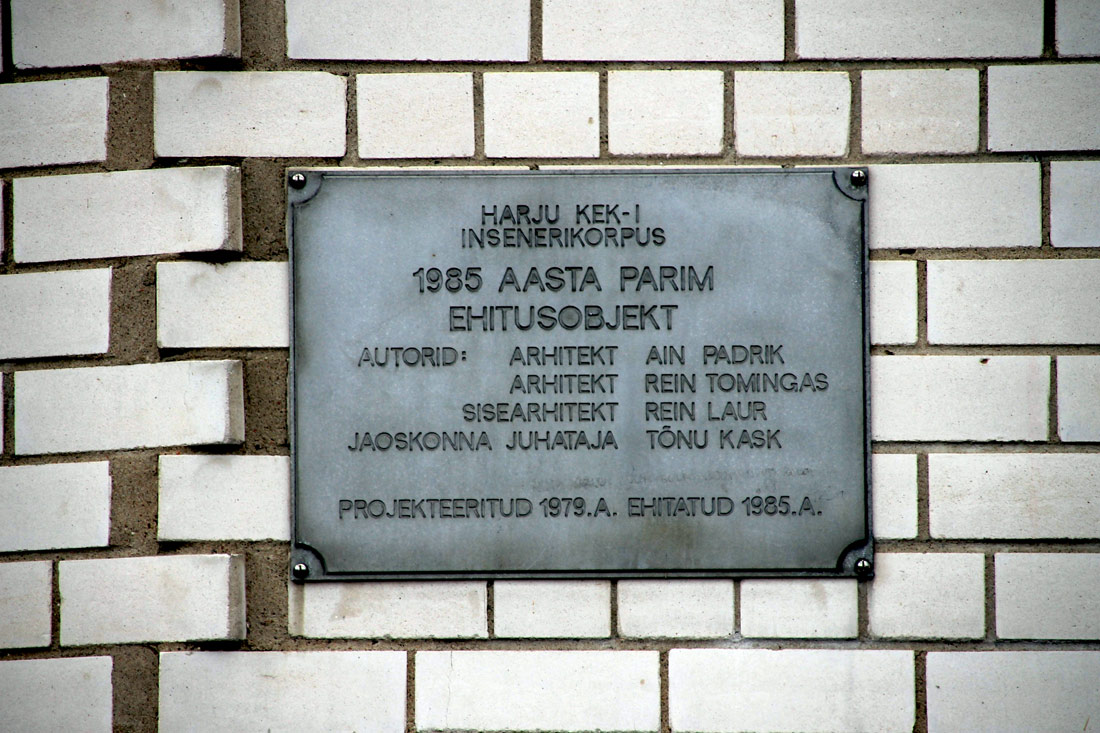 HARJU KEK-I
INSENERIKORPUS
1985 AASTA PARIM
EHITUSOBJEKT
AUTORID: ARHITEKT AIN PADRIK
ARHITEKT REIN TOMINGAS
SISEARHITEKT REIN LAUR
JAOSKONNA JUHATAJA TÕNU KASK
PROJEKTEERITUD 1979.A. EHITATUD 1985.A.